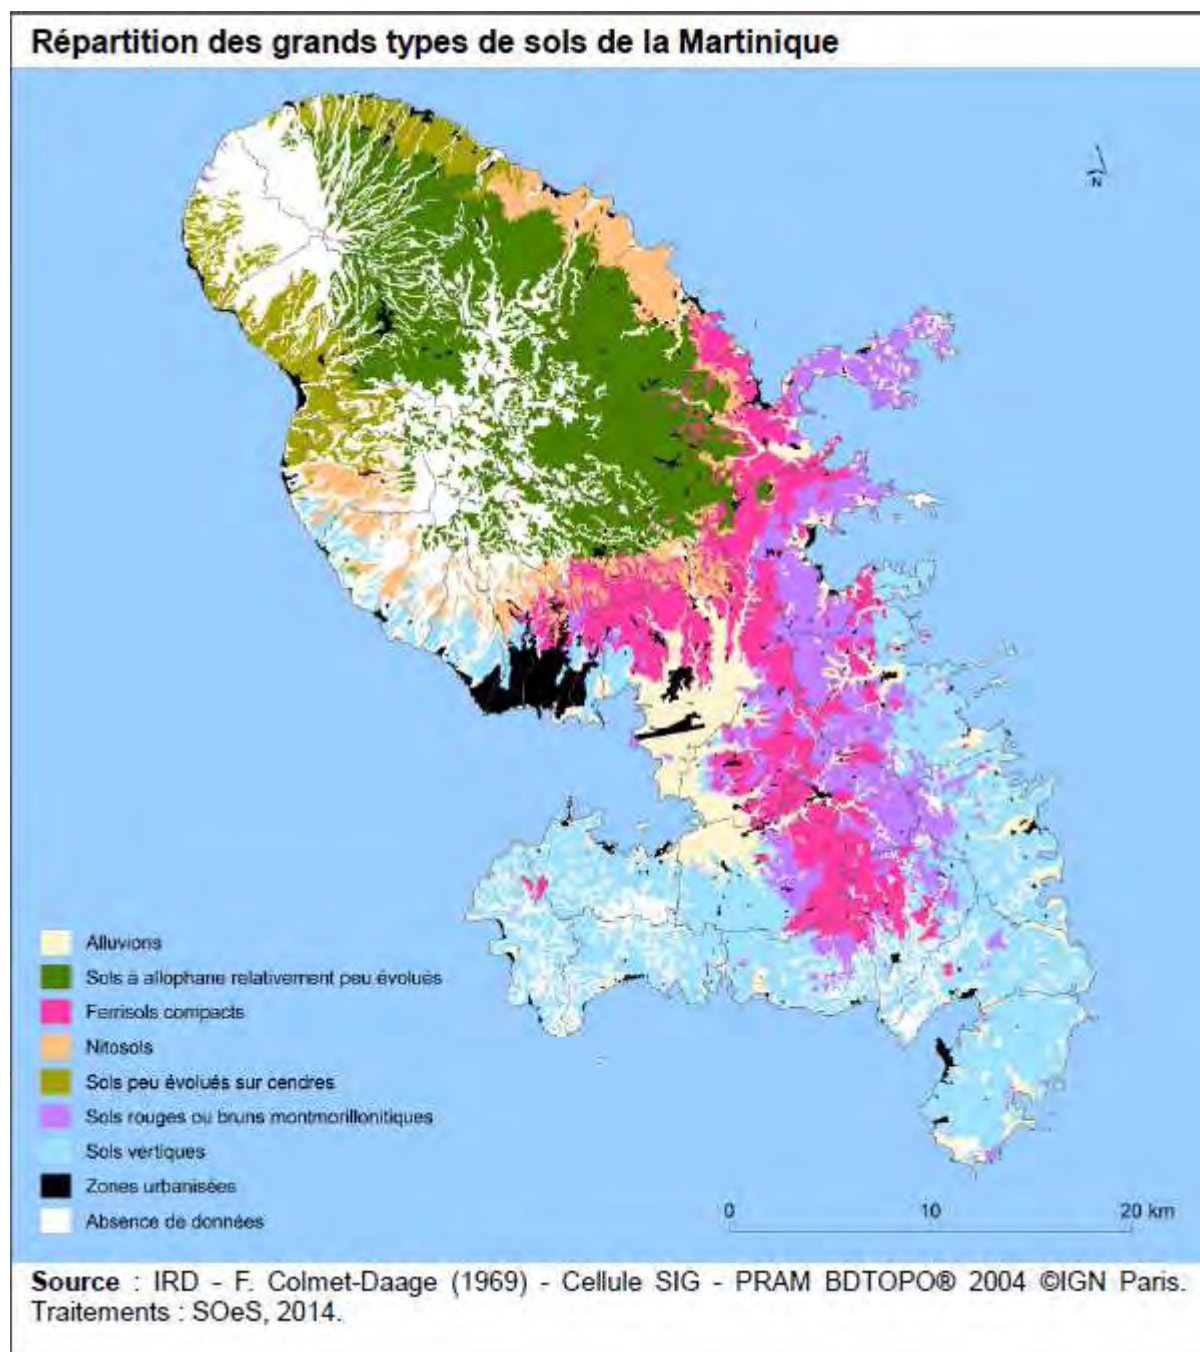 Répartition des grands types de sols de la Martinique
N
Alluvions
Sols à allophane relativement peu évolués
Ferrisols compacts
Nitosols
Sols peu évolués sur cendres
Sols rouges ou bruns montmorillonitiques
Sols vertiques
Zones urbanisées
Absence de données
0 10 20 km
Source : IRD - F. Colmet-Daage (1969) - Cellule SIG - PRAM BDTOPO® 2004 ©IGN Paris.
Traitements : SOeS, 2014.